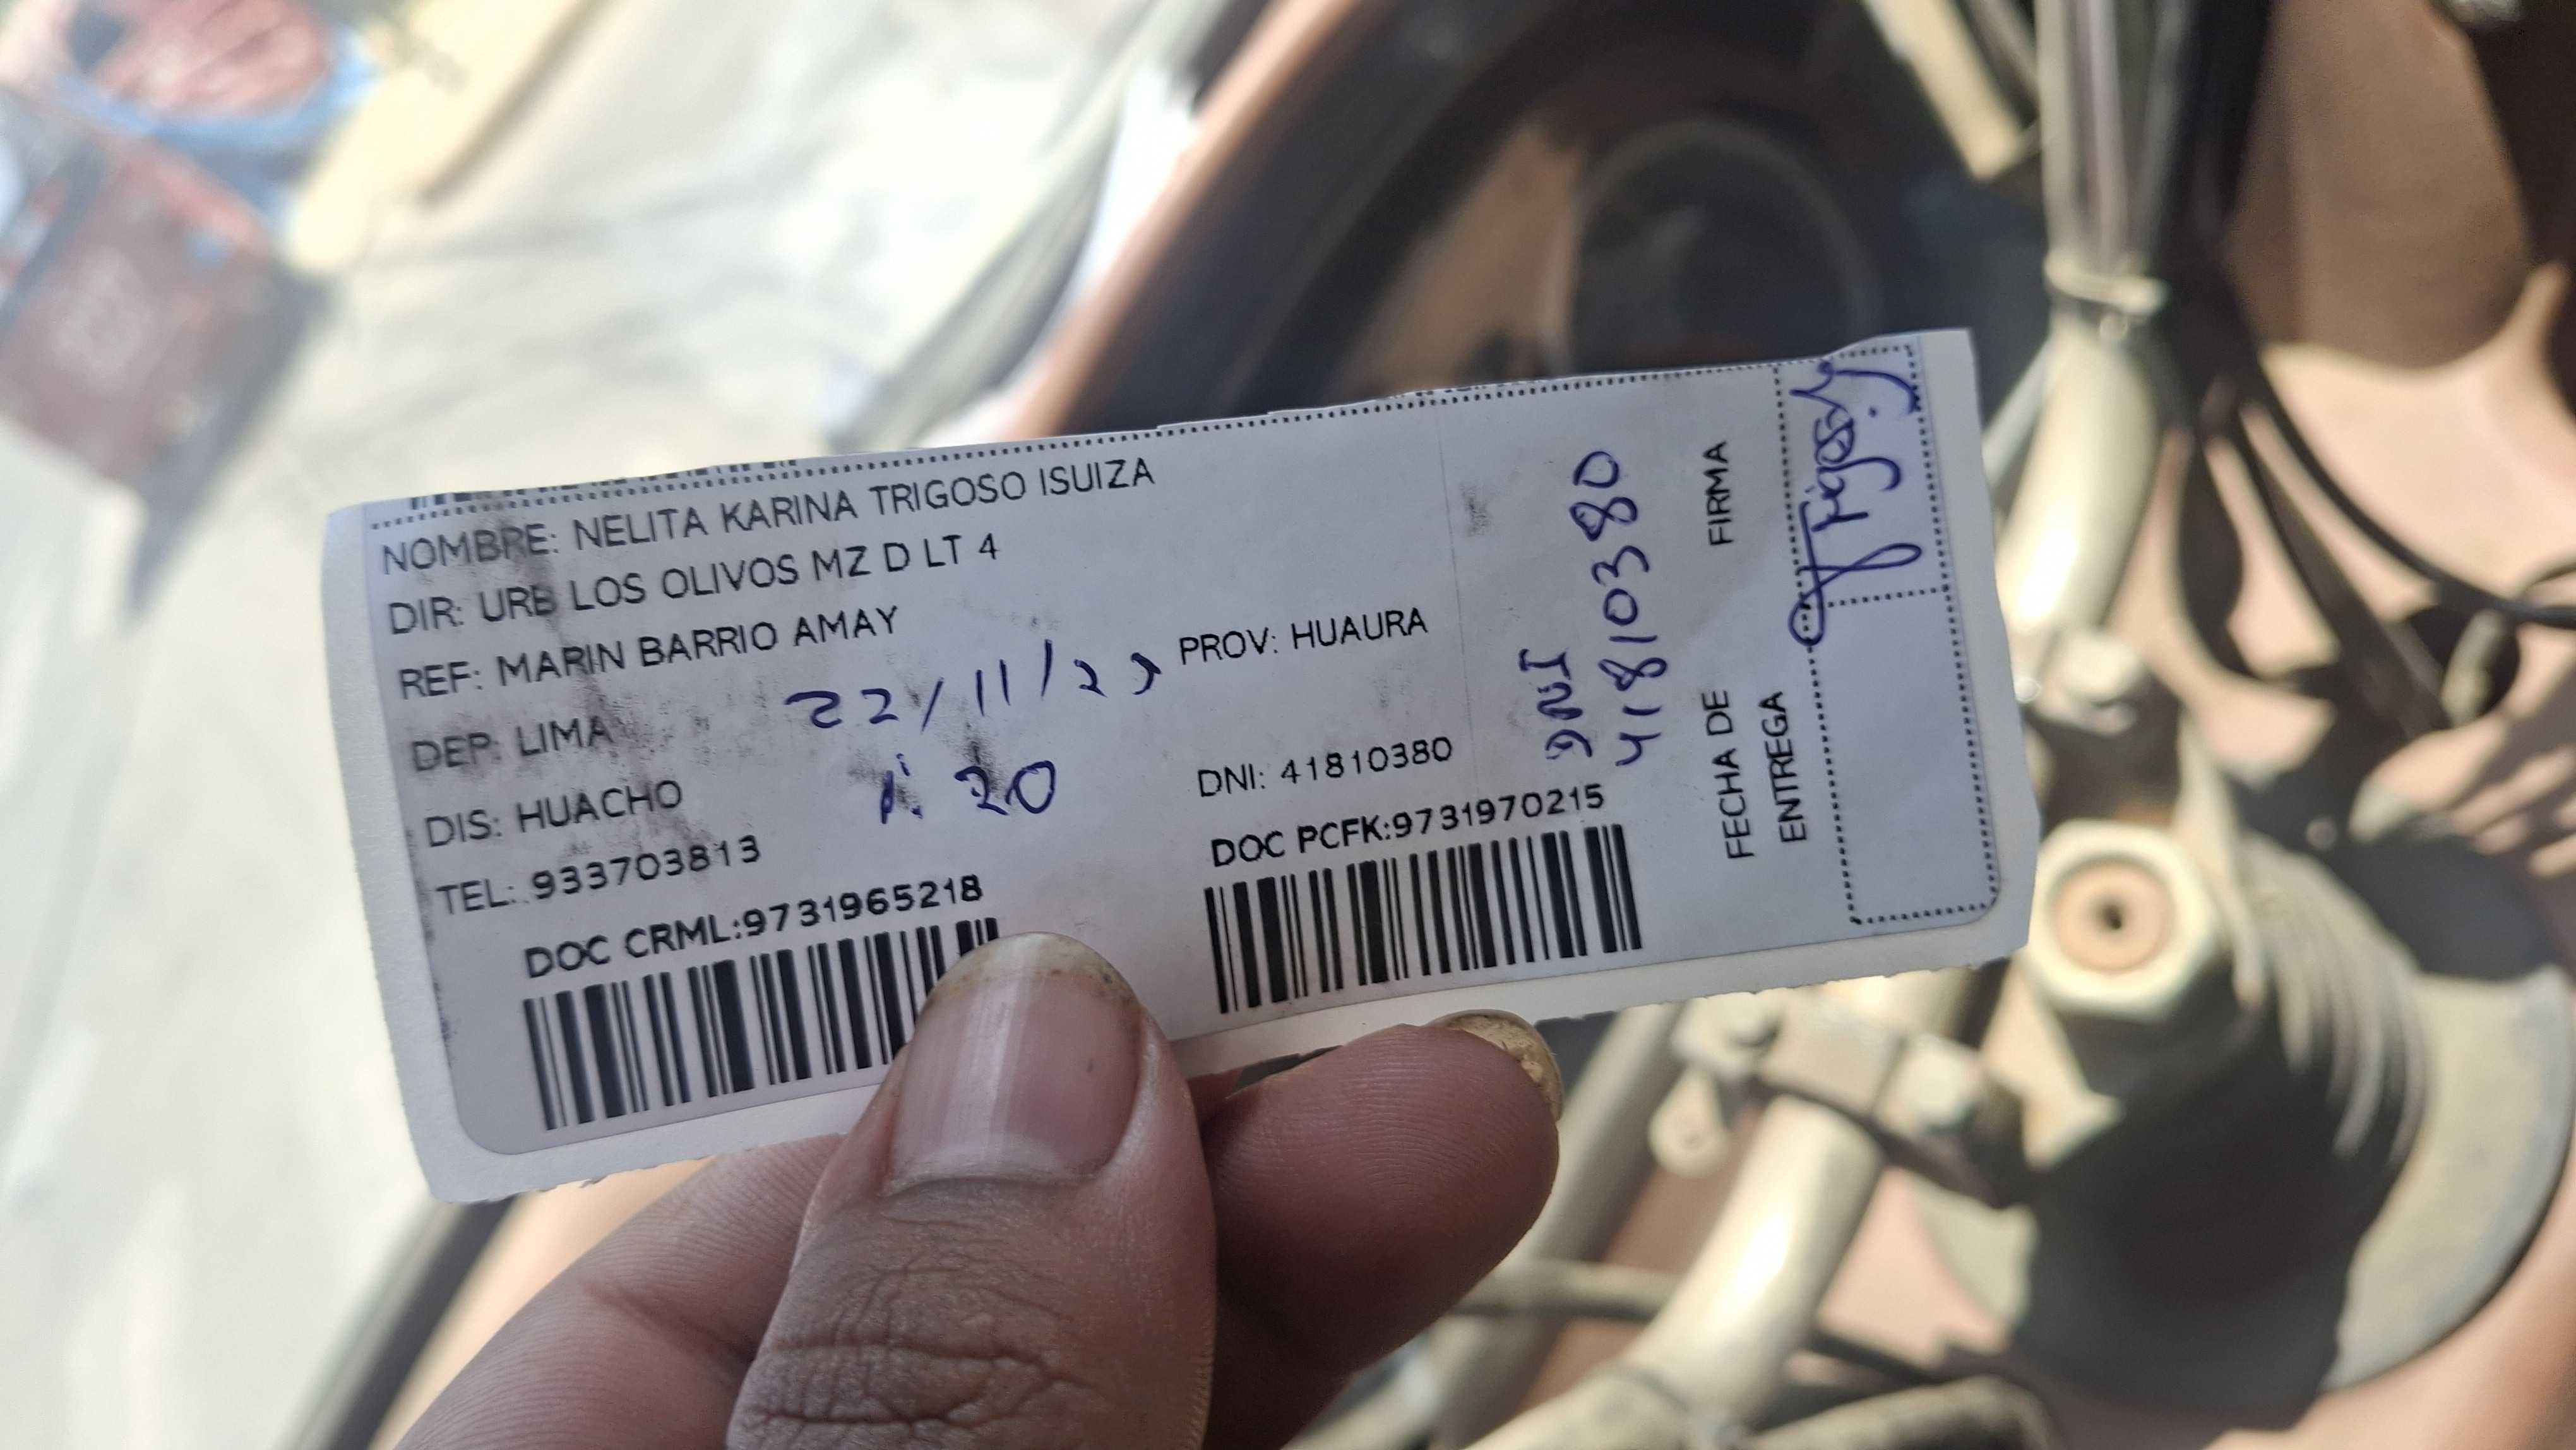 NOMBRE: NELITA KARINA TRIGOSO ISUIZA
DIR: URB LOS OLIVOS MZ D LT 4
REF: MARIN BARRIO AMAY
DEP: LIMA
22/11/23
PROV: HUAURA
DIS: HUACHO
1:20
DNI: 41810380
TEL: 933703813
DOC CRML:9731965218
DOC PCFK:9731970215
DNI
41810380
FIRMA
FECHA DE
ENTREGA